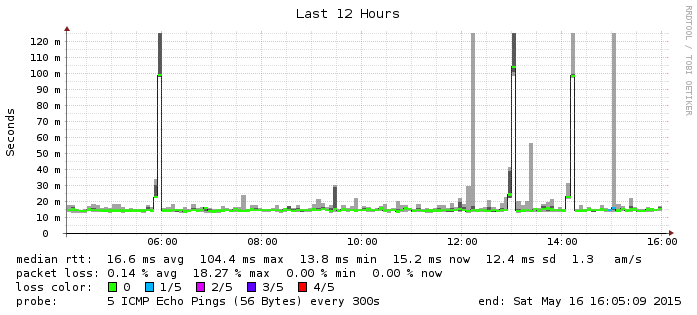 Last 12 Hours
RRDTOOL / TOBI OETIKER
Seconds
120 m
110 m
100 m
90 m
80 m
70 m
60 m
50 m
40 m
30 m
20 m
10 m
0
06:00 08:00 10:00 12:00 14:00 16:00
median rtt: 16.6 ms avg 104.4 ms max 13.8 ms min 15.2 ms now 12.4 ms sd 1.3 am/s
packet loss: 0.14 % avg 18.27 % max 0.00 % min 0.00 % now
loss color: 0 1/5 2/5 3/5 4/5
probe: 5 ICMP Echo Pings (56 Bytes) every 300s end: Sat May 16 16:05:09 2015